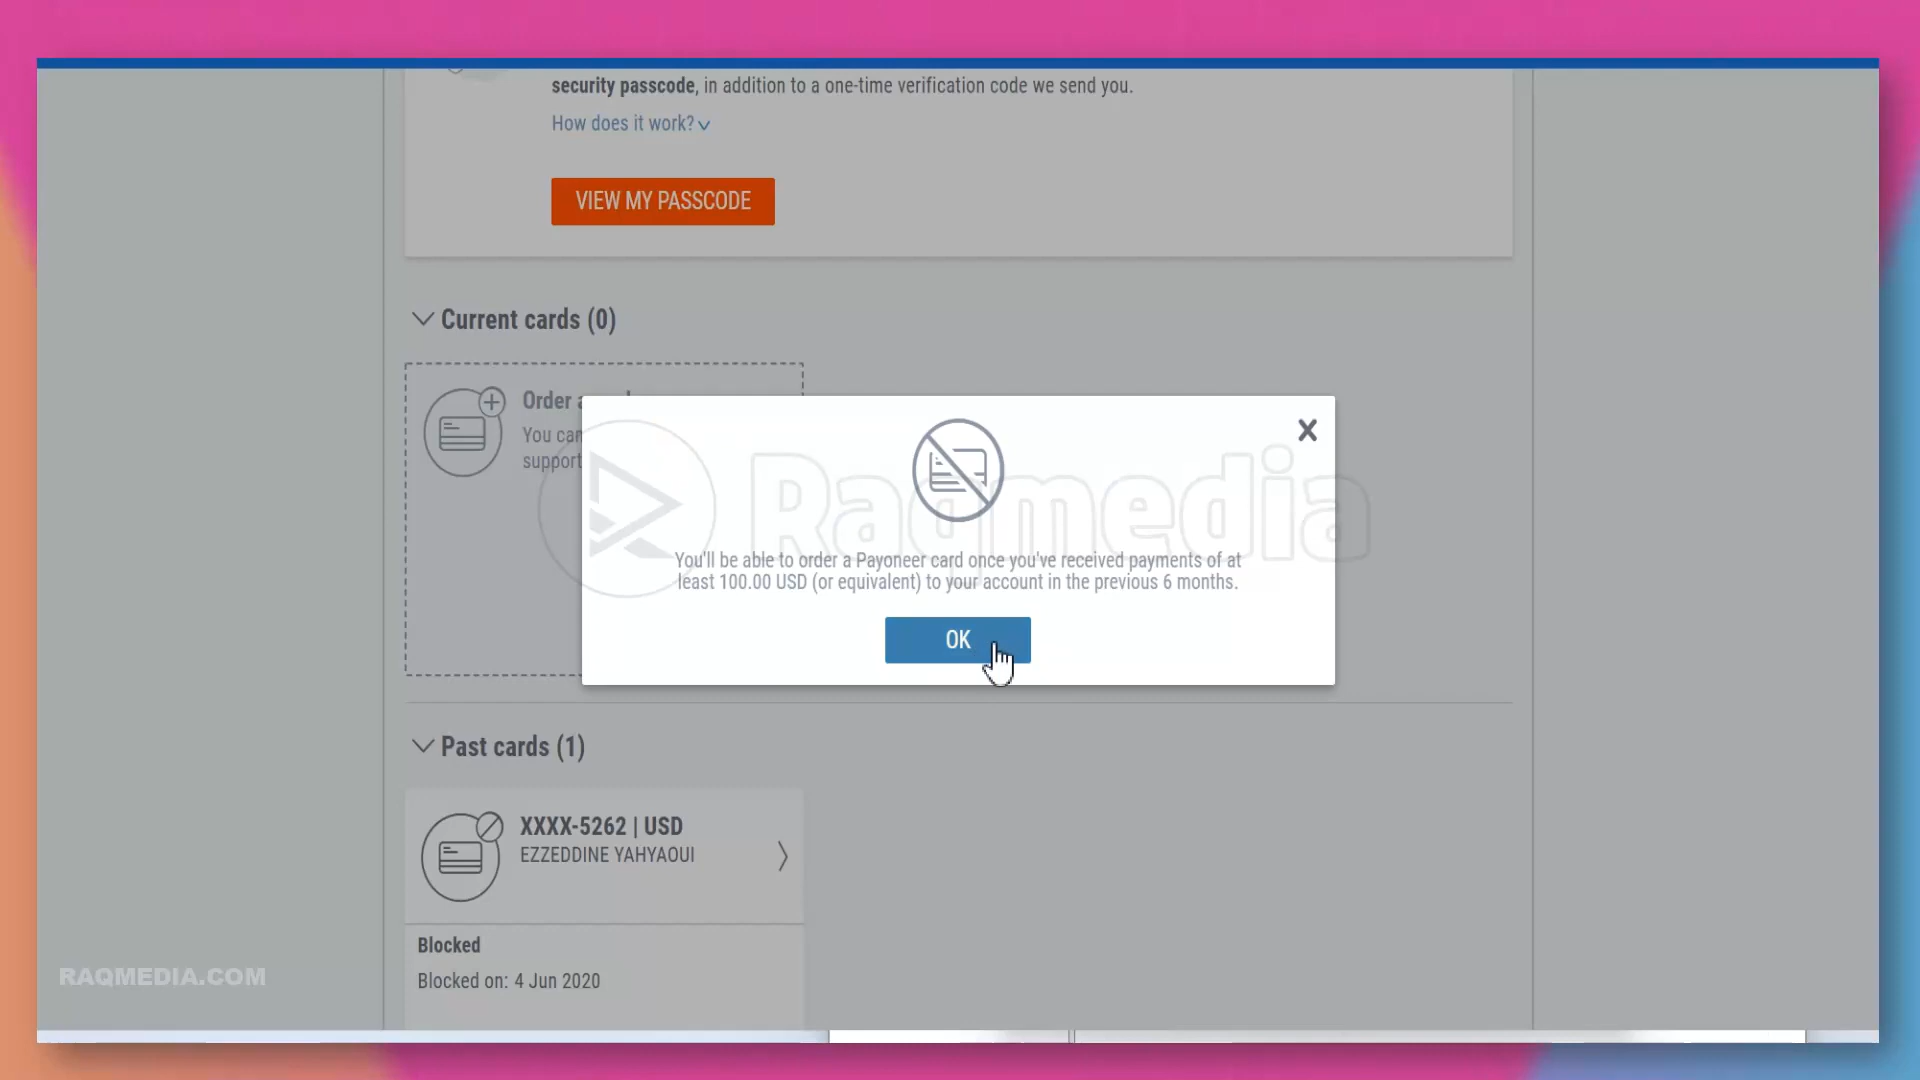 security passcode, in addition to a one-time verification code we send you.
How does it work?
VIEW MY PASSCODE
Current cards (0)
Order
You can
support
Raqmedia
You'll be able to order a Payoneer card once you've received payments of at
least 100.00 USD (or equivalent) to your account in the previous 6 months.
OK
Past cards (1)
XXXX-5262 | USD
EZZEDDINE YAHYAOUI
Blocked
Blocked on: 4 Jun 2020
RAQMEDIA.COM